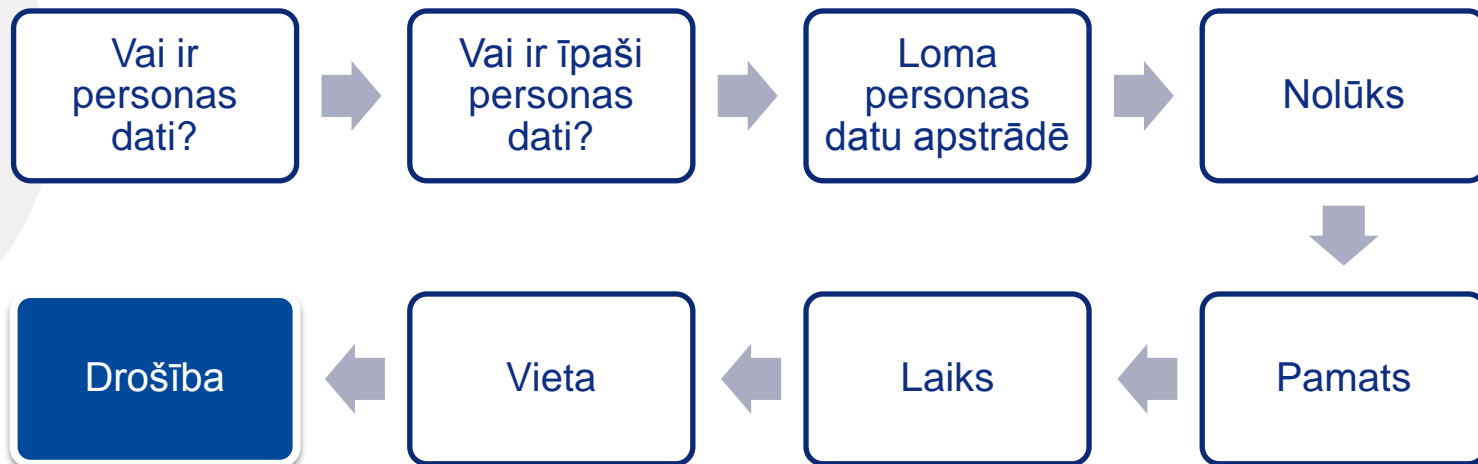 Vai ir
personas
dati?
Vai ir īpaši
personas
dati?
Loma
personas
datu apstrādē
Nolūks
Pamats
Laiks
Vieta
Drošība